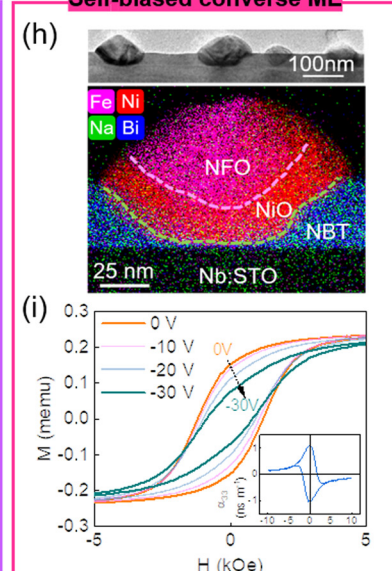 Self-biased converse ME
(h)
100nm
Fe Ni
Na Bi
NFO
NiO
NBT
Nb:STO
25 nm
(i)
0.3
0.2
0.1
0.0
-0.1
-0.2
-0.3
M (memu)
0 V
-10 V
-20 V
-30 V
0V
-30V
α33
(ns m-1)
1
0
-1
-10 -5 0 5 10
-5 0 5
H (kOe)